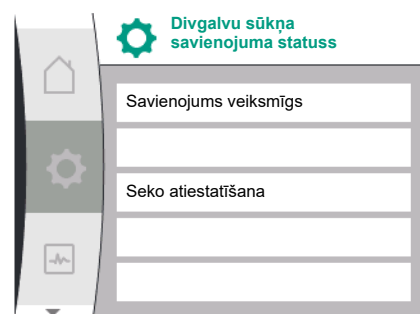 Divgalvu sūkņa
savienojuma statuss
Savienojums veiksmīgs
Seko atiestatīšana